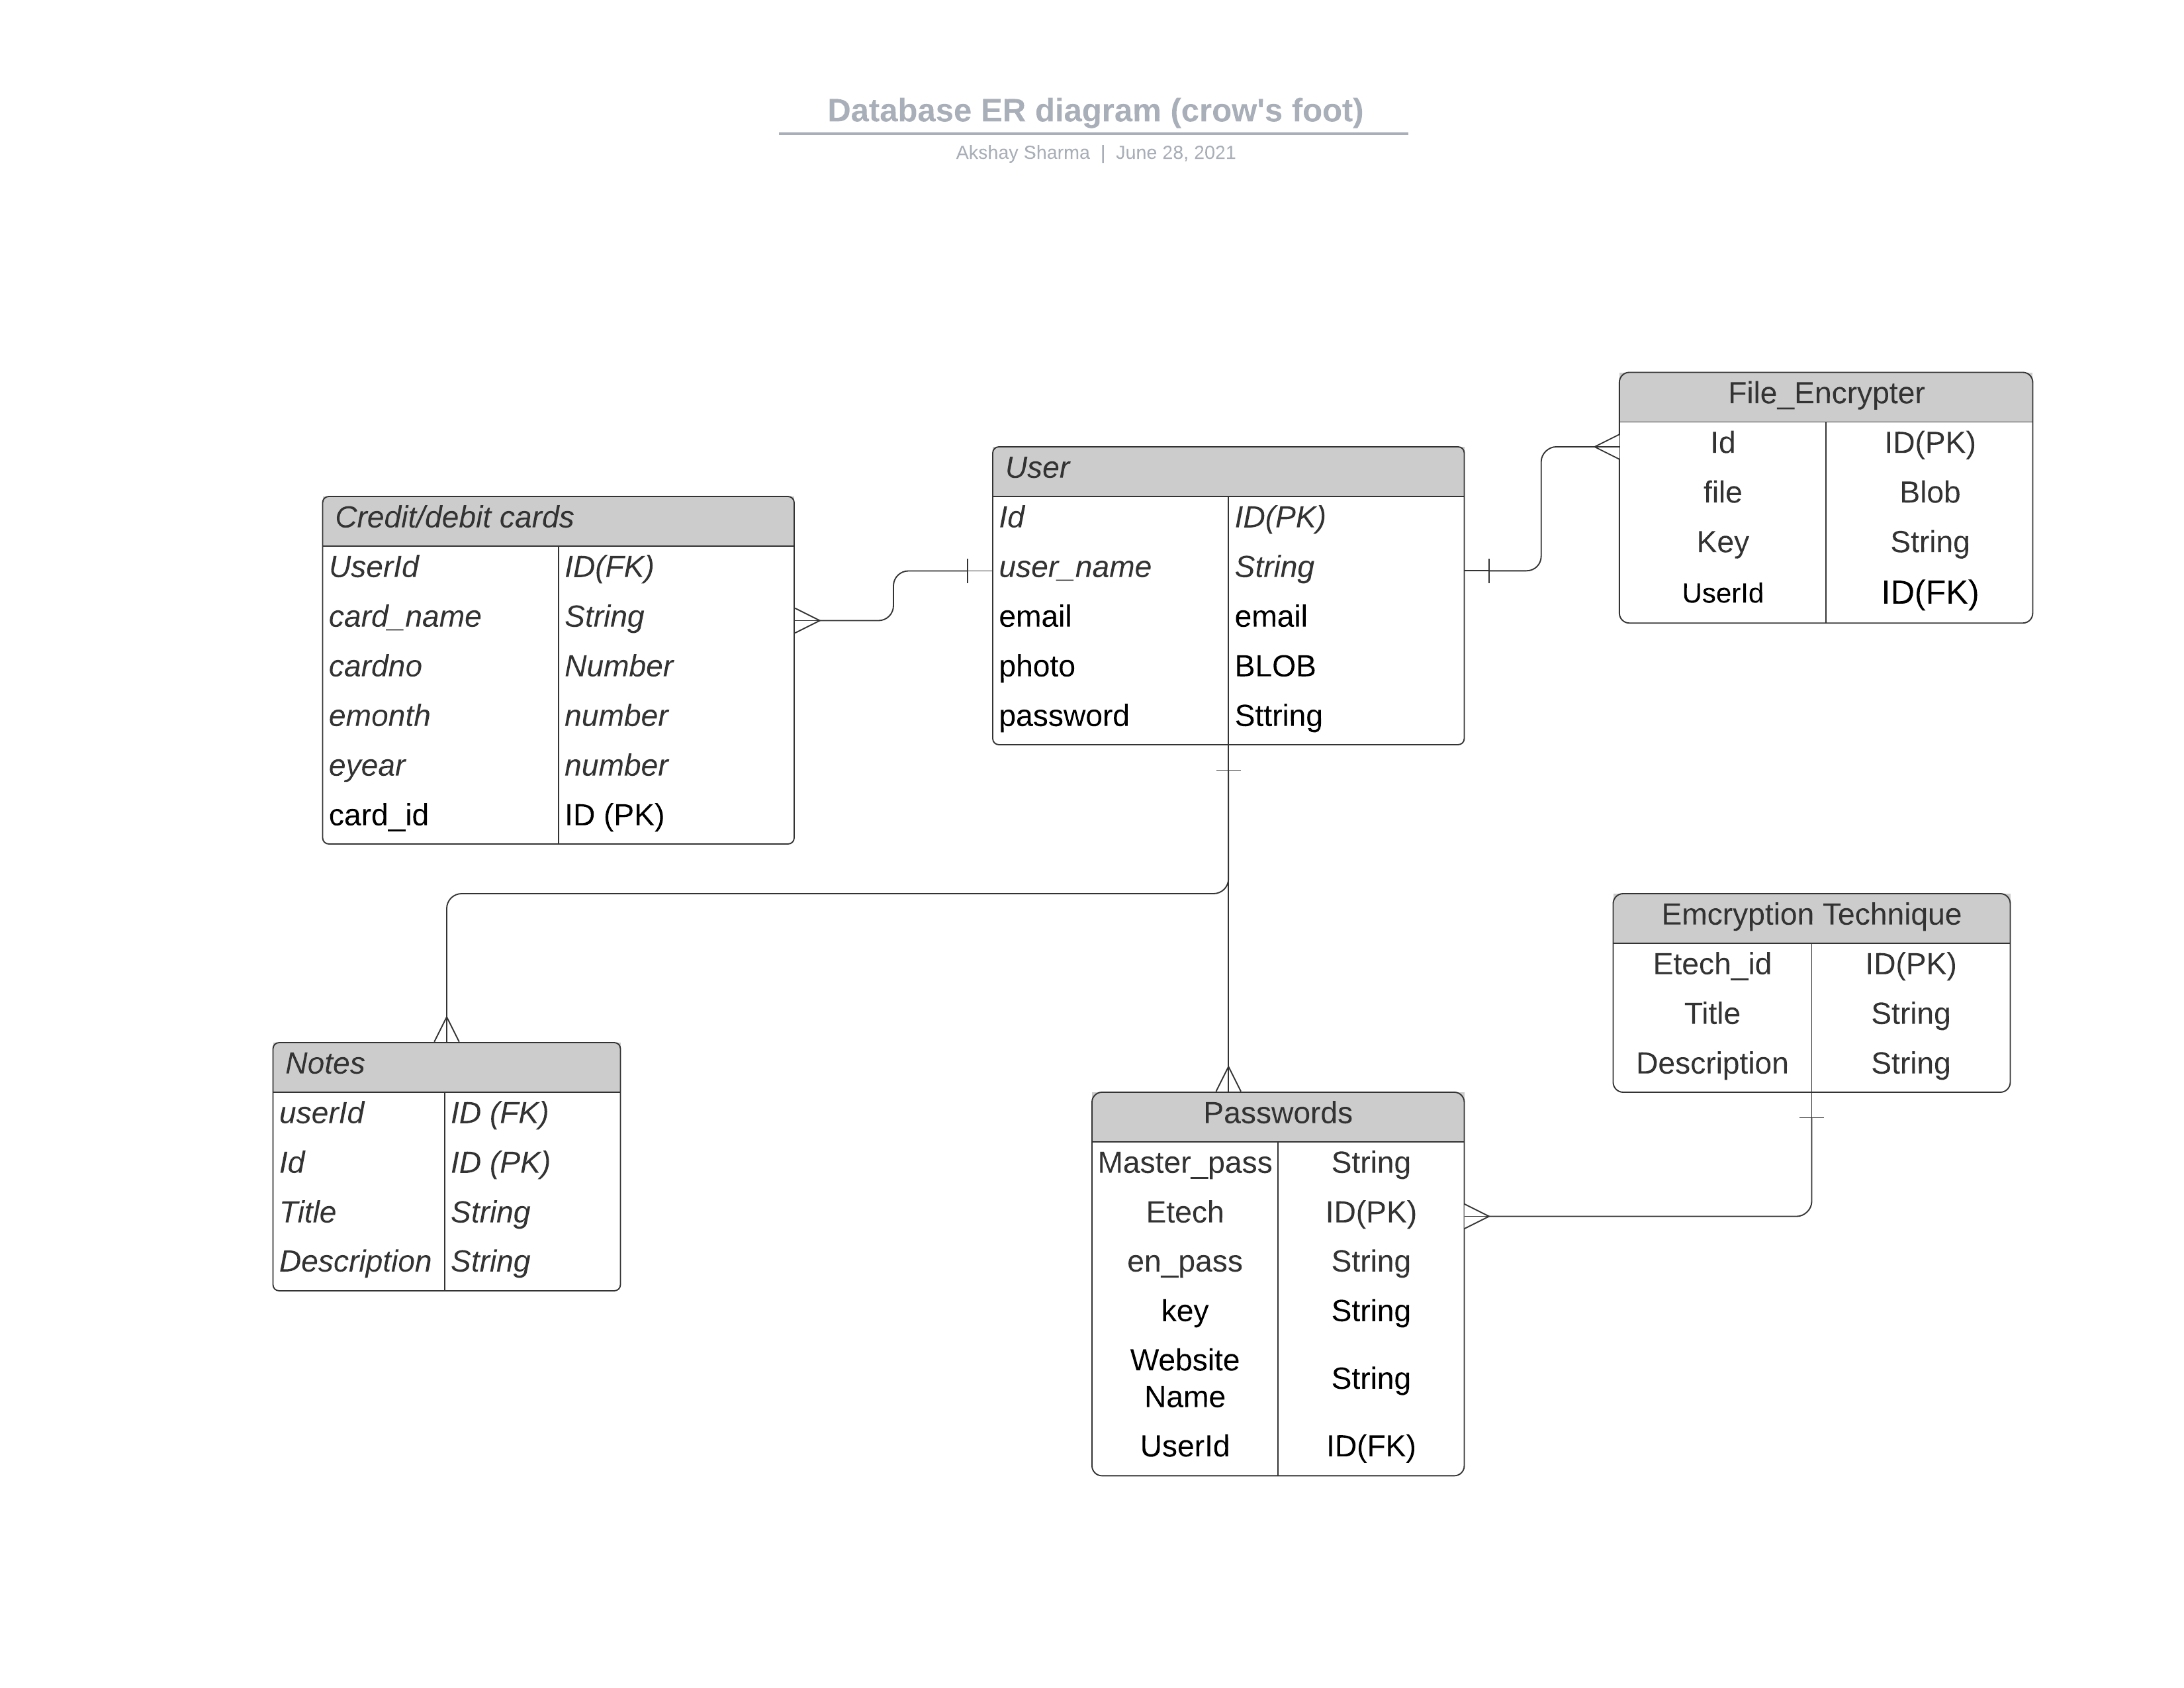 Database ER diagram (crow's foot)
Akshay Sharma | June 28, 2021
File_Encrypter
Id ID(PK)
file Blob
Key String
UserId ID(FK)
User
Id ID(PK)
user_name String
email email
photo BLOB
password Sttring
Credit/debit cards
UserId ID(FK)
card_name String
cardno Number
emonth number
eyear number
card_id ID (PK)
Emcryption Technique
Etech_id ID(PK)
Title String
Description String
Notes
userId ID (FK)
Id ID (PK)
Title String
Description String
Passwords
Master_pass String
Etech ID(PK)
en_pass String
key String
Website
Name String
UserId ID(FK)